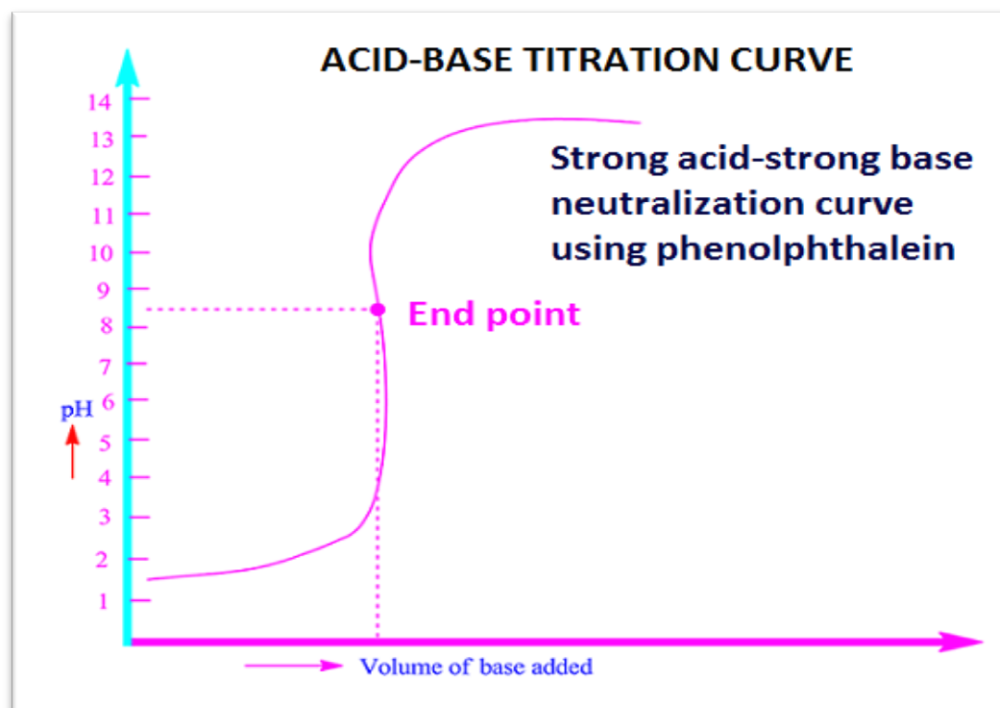 ACID-BASE TITRATION CURVE
14
13
12
11
10
9
8
7
6
5
4
3
2
1
pH
Strong acid-strong base
neutralization curve
using phenolphthalein
End point
Volume of base added